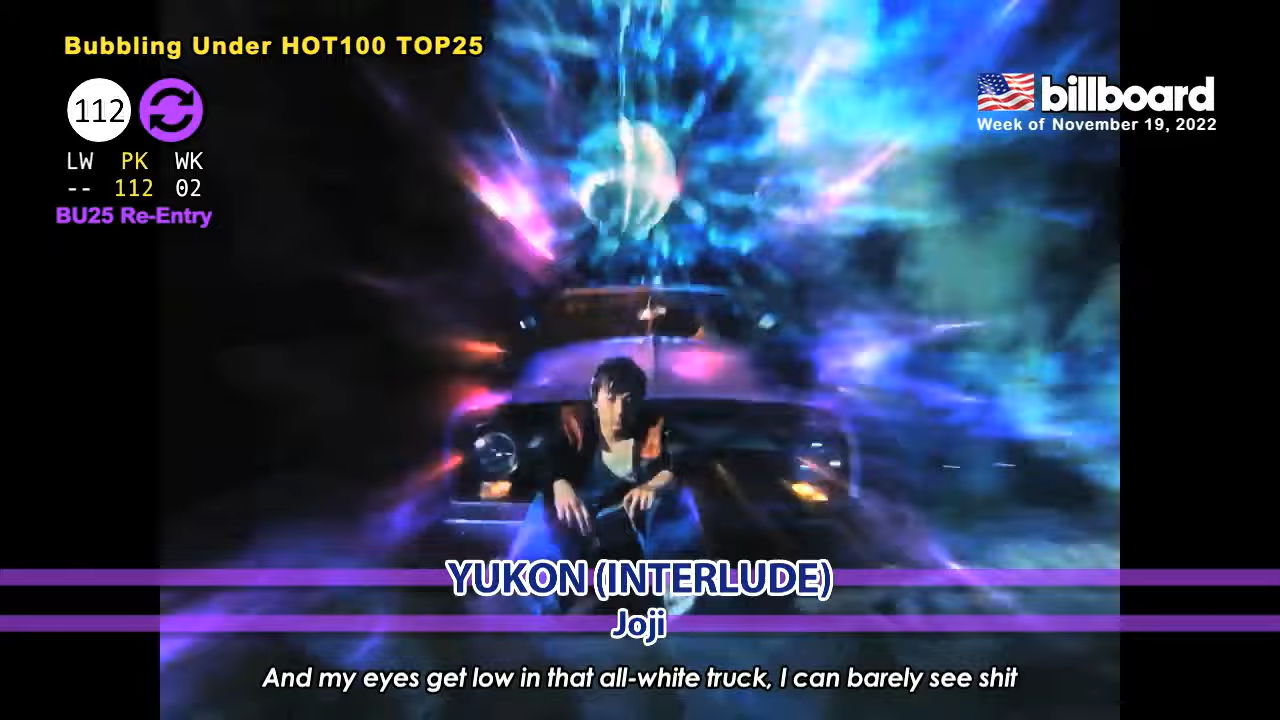 Bubbling Under HOT100 TOP25
112
LW PK WK
-- 112 02
BU25 Re-Entry
billboard
Week of November 19, 2022
YUKON (INTERLUDE)
Joji
And my eyes get low in that all-white truck, I can barely see shit